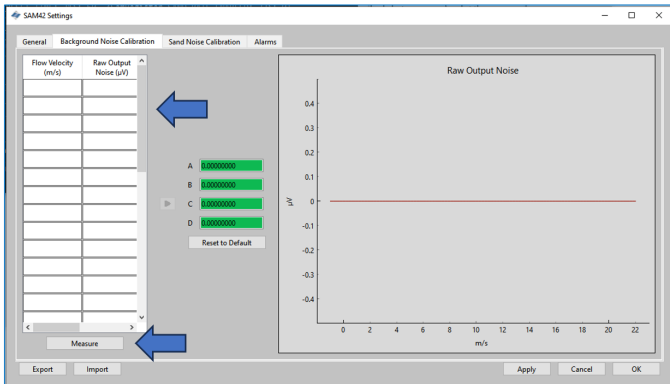 SAM42 Settings
General Background Noise Calibration Sand Noise Calibration Alarms
Flow Velocity (m/s)
Raw Output Noise (µV)
A 0.00000000
B 0.00000000
C 0.00000000
D 0.00000000
Reset to Default
Measure
Raw Output Noise
0.4
0.3
0.2
0.1
0
-0.1
-0.2
-0.3
-0.4
µV
0 2 4 6 8 10 12 14 16 18 20 22
m/s
Export Import Apply Cancel OK